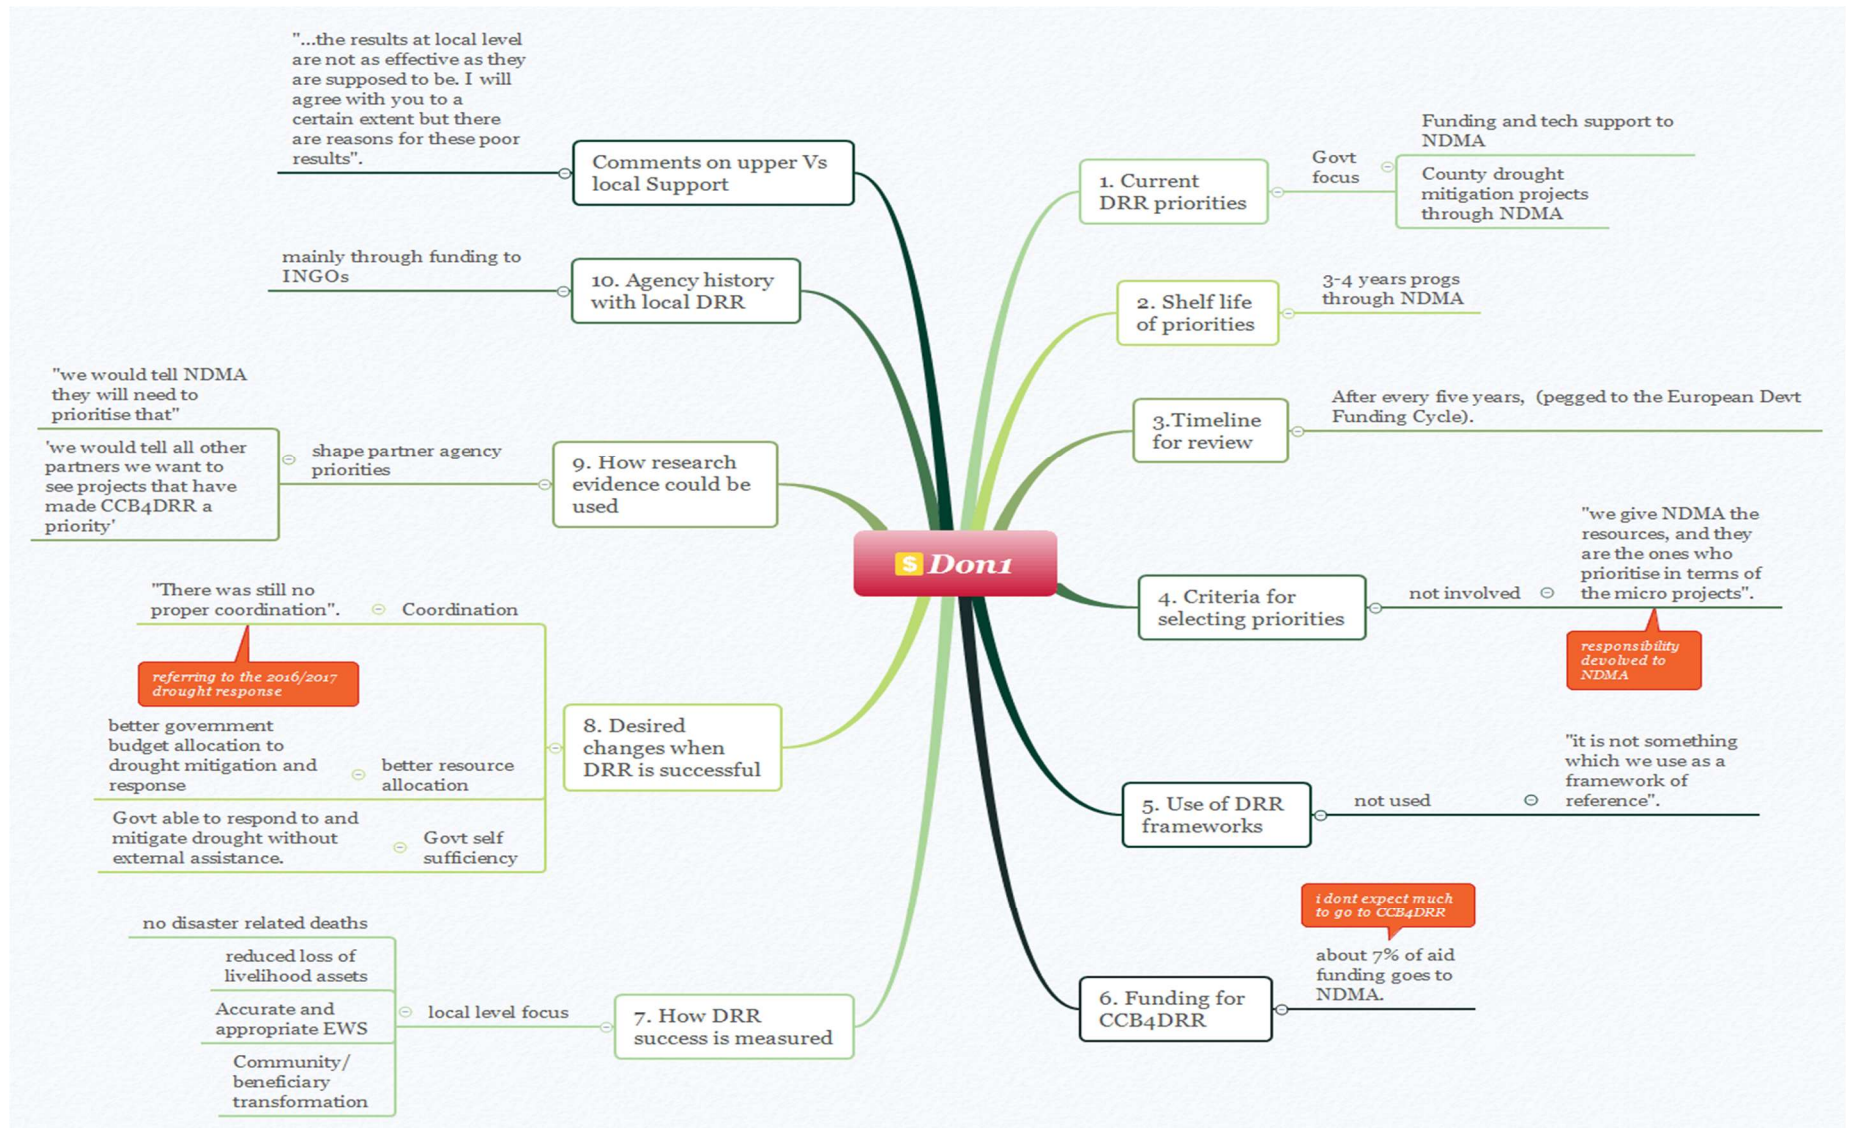 "...the results at local level
are not as effective as they
are supposed to be. I will
agree with you to a
certain extent but there
are reasons for these poor
results".
Comments on upper Vs
local Support
mainly through funding to
INGOs
10. Agency history
with local DRR
"we would tell NDMA
they will need to
prioritise that"
'we would tell all other
partners we want to
see projects that have
made CCB4DRR a
priority'
shape partner agency
priorities
9. How research
evidence could be
used
"There was still no
proper coordination".
Coordination
referring to the 2016/2017
drought response
better government
budget allocation to
drought mitigation and
response
better resource
allocation
Govt able to respond to and
mitigate drought without
external assistance.
Govt self
sufficiency
8. Desired
changes when
DRR is successful
no disaster related deaths
reduced loss of
livelihood assets
Accurate and
appropriate EWS
Community/
beneficiary
transformation
local level focus
7. How DRR
success is measured
$ Don1
1. Current
DRR priorities
Govt
focus
Funding and tech support to
NDMA
County drought
mitigation projects
through NDMA
2. Shelf life
of priorities
3-4 years progs
through NDMA
3.Timeline
for review
After every five years, (pegged to the European Devt
Funding Cycle).
4. Criteria for
selecting priorities
not involved
"we give NDMA the
resources, and they
are the ones who
prioritise in terms of
the micro projects".
responsibility
devolved to
NDMA
5. Use of DRR
frameworks
not used
"it is not something
which we use as a
framework of
reference".
6. Funding for
CCB4DRR
i dont expect much
to go to CCB4DRR
about 7% of aid
funding goes to
NDMA.